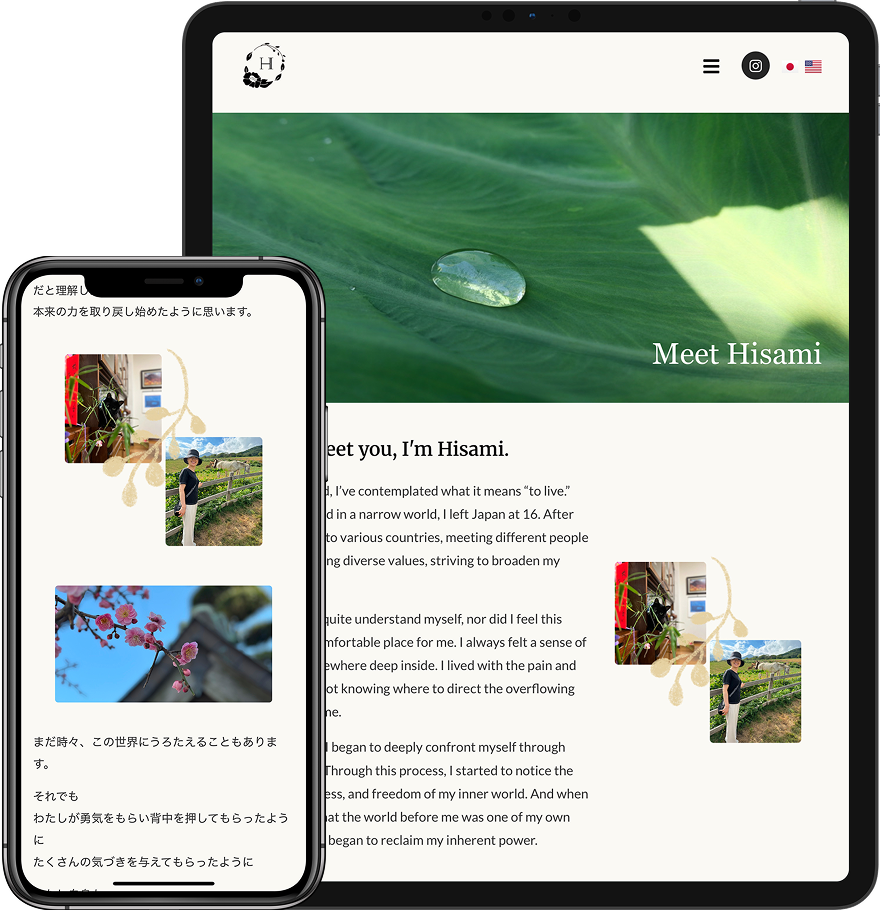 H
Meet Hisami
eet you, I'm Hisami.
d, I've contemplated what it means “to live.”
d in a narrow world, I left Japan at 16. After
to various countries, meeting different people
ng diverse values, striving to broaden my
quite understand myself, nor did I feel this
mfortable place for me. I always felt a sense of
ewhere deep inside. I lived with the pain and
ot knowing where to direct the overflowing
me.
I began to deeply confront myself through
Through this process, I started to notice the
ess, and freedom of my inner world. And when
at the world before me was one of my own
began to reclaim my inherent power.
だと理解し
本来の力を取り戻し始めたように思います。
まだ時々、この世界にうろたえることもありま
す。
それでも
わたしが勇気をもらい背中を押してもらったよう
に
たくさんの気づきを与えてもらったように